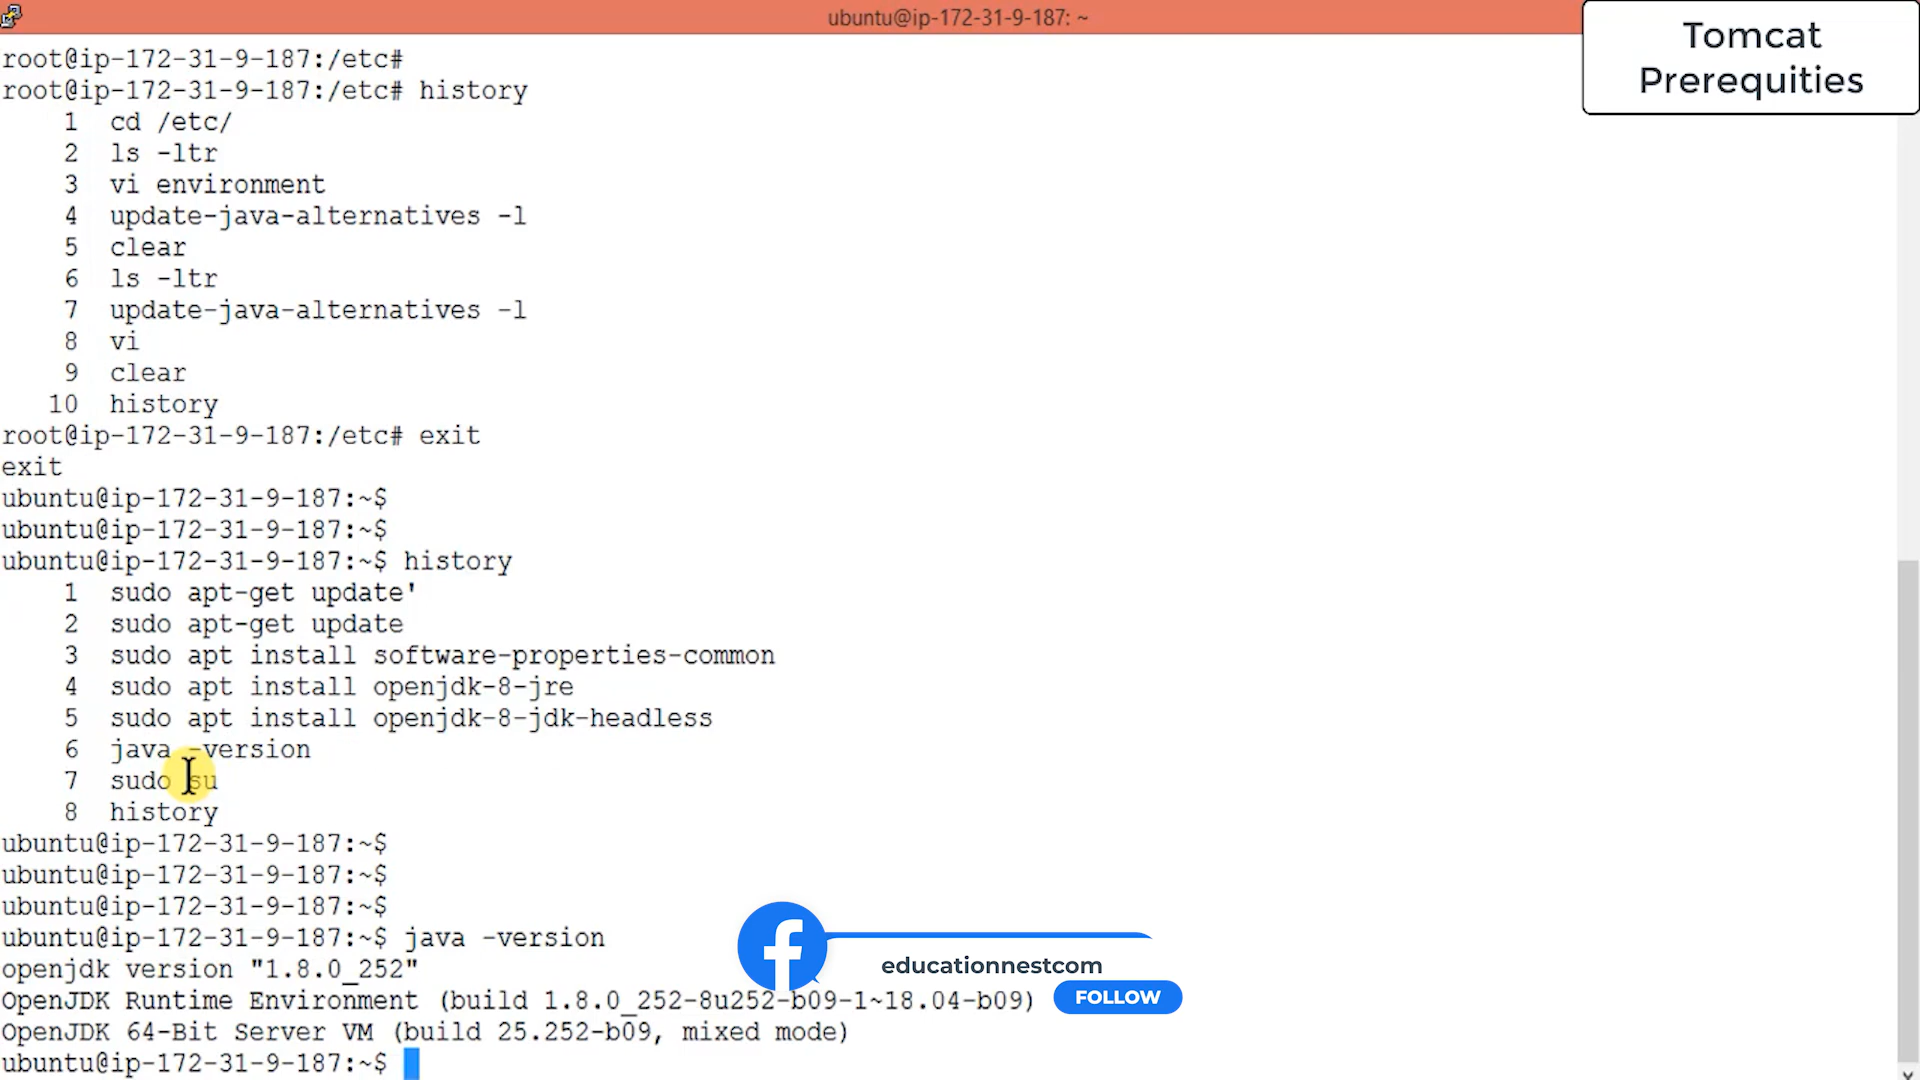 ubuntu@ip-172-31-9-187: ~
Tomcat
Prerequities
root@ip-172-31-9-187:/etc#
root@ip-172-31-9-187:/etc# history
1 cd /etc/
2 ls -ltr
3 vi environment
4 update-java-alternatives -l
5 clear
6 ls -ltr
7 update-java-alternatives -l
8 vi
9 clear
10 history
root@ip-172-31-9-187:/etc# exit
exit
ubuntu@ip-172-31-9-187:~$
ubuntu@ip-172-31-9-187:~$
ubuntu@ip-172-31-9-187:~$ history
1 sudo apt-get update'
2 sudo apt-get update
3 sudo apt install software-properties-common
4 sudo apt install openjdk-8-jre
5 sudo apt install openjdk-8-jdk-headless
6 java -version
7 sudo su
8 history
ubuntu@ip-172-31-9-187:~$
ubuntu@ip-172-31-9-187:~$
ubuntu@ip-172-31-9-187:~$
ubuntu@ip-172-31-9-187:~$ java -version
openjdk version "1.8.0_252"
OpenJDK Runtime Environment (build 1.8.0_252-8u252-b09-1~18.04-b09)
OpenJDK 64-Bit Server VM (build 25.252-b09, mixed mode)
ubuntu@ip-172-31-9-187:~$
educationnestcom
FOLLOW